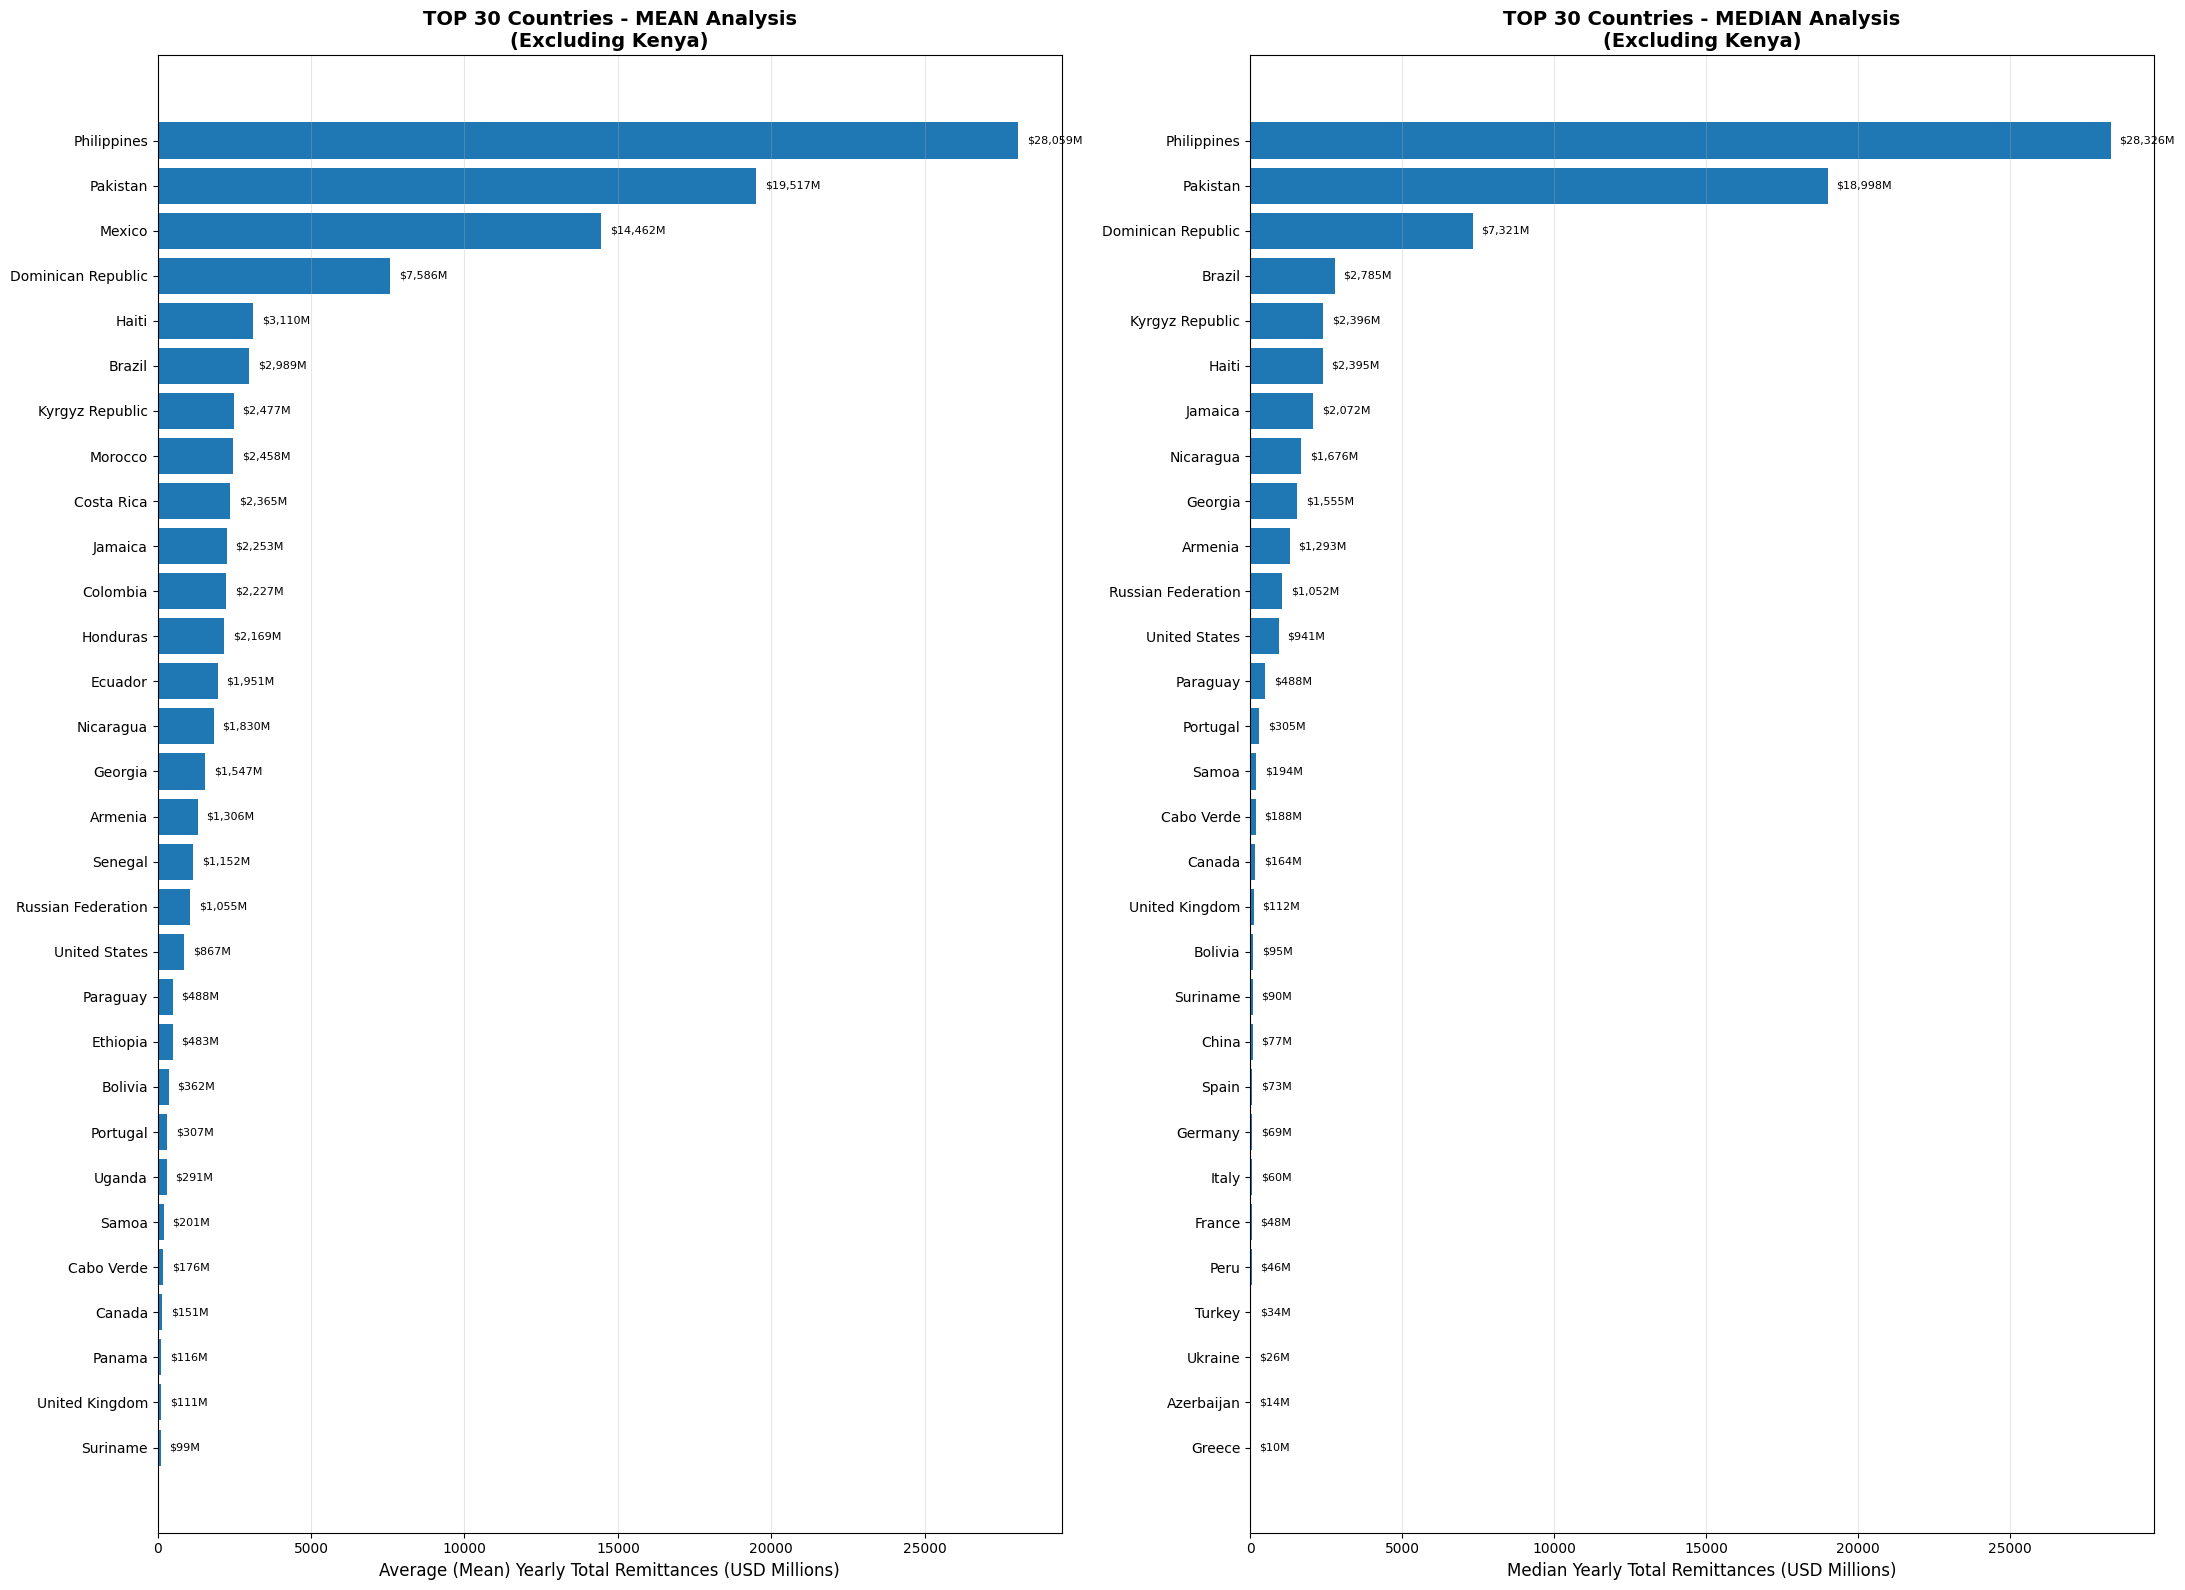 TOP 30 Countries - MEAN Analysis
(Excluding Kenya)
Philippines $28,059M
Pakistan $19,517M
Mexico $14,462M
Dominican Republic $7,586M
Haiti $3,110M
Brazil $2,989M
Kyrgyz Republic $2,477M
Morocco $2,458M
Costa Rica $2,365M
Jamaica $2,253M
Colombia $2,227M
Honduras $2,169M
Ecuador $1,951M
Nicaragua $1,830M
Georgia $1,547M
Armenia $1,306M
Senegal $1,152M
Russian Federation $1,055M
United States $867M
Paraguay $488M
Ethiopia $483M
Bolivia $362M
Portugal $307M
Uganda $291M
Samoa $201M
Cabo Verde $176M
Canada $151M
Panama $116M
United Kingdom $111M
Suriname $99M
0 5000 10000 15000 20000 25000
Average (Mean) Yearly Total Remittances (USD Millions)
TOP 30 Countries - MEDIAN Analysis
(Excluding Kenya)
Philippines $28,326M
Pakistan $18,998M
Dominican Republic $7,321M
Brazil $2,785M
Kyrgyz Republic $2,396M
Haiti $2,395M
Jamaica $2,072M
Nicaragua $1,676M
Georgia $1,555M
Armenia $1,293M
Russian Federation $1,052M
United States $941M
Paraguay $488M
Portugal $305M
Samoa $194M
Cabo Verde $188M
Canada $164M
United Kingdom $112M
Bolivia $95M
Suriname $90M
China $77M
Spain $73M
Germany $69M
Italy $60M
France $48M
Peru $46M
Turkey $34M
Ukraine $26M
Azerbaijan $14M
Greece $10M
0 5000 10000 15000 20000 25000
Median Yearly Total Remittances (USD Millions)